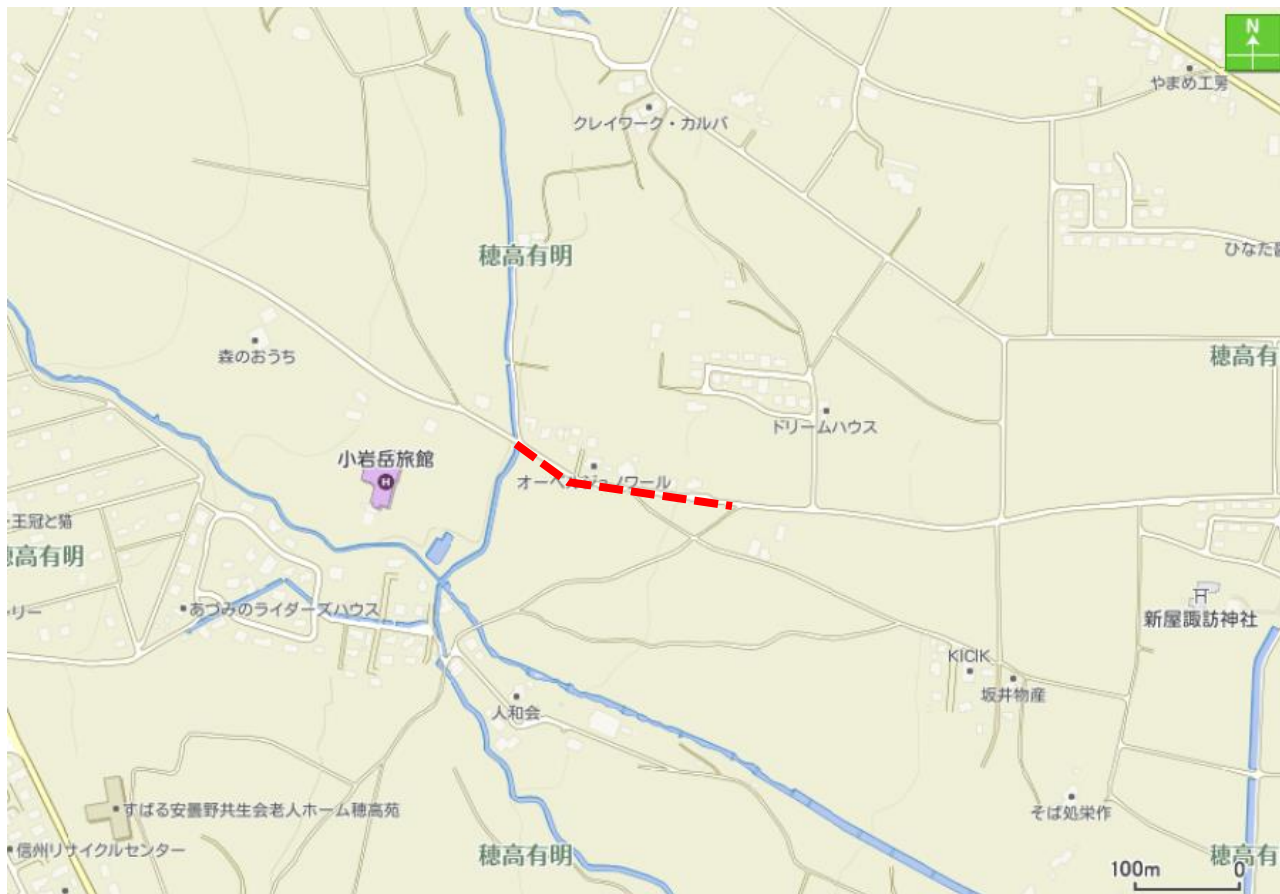 N
やまめ工房
クレイワーク・カルバ
穂高有明
ひなた
森のおうち
穂高有
ドリームハウス
小岩岳旅館
H
オーベルジュノワール
王冠と猫
穂高有明
リー
あづみのライダーズハウス
新屋諏訪神社
KICIK
坂井物産
人和会
すばる安曇野共生会老人ホーム穂高苑
そば処栄作
信州リサイクルセンター
穂高有明
穂高有
100m
0